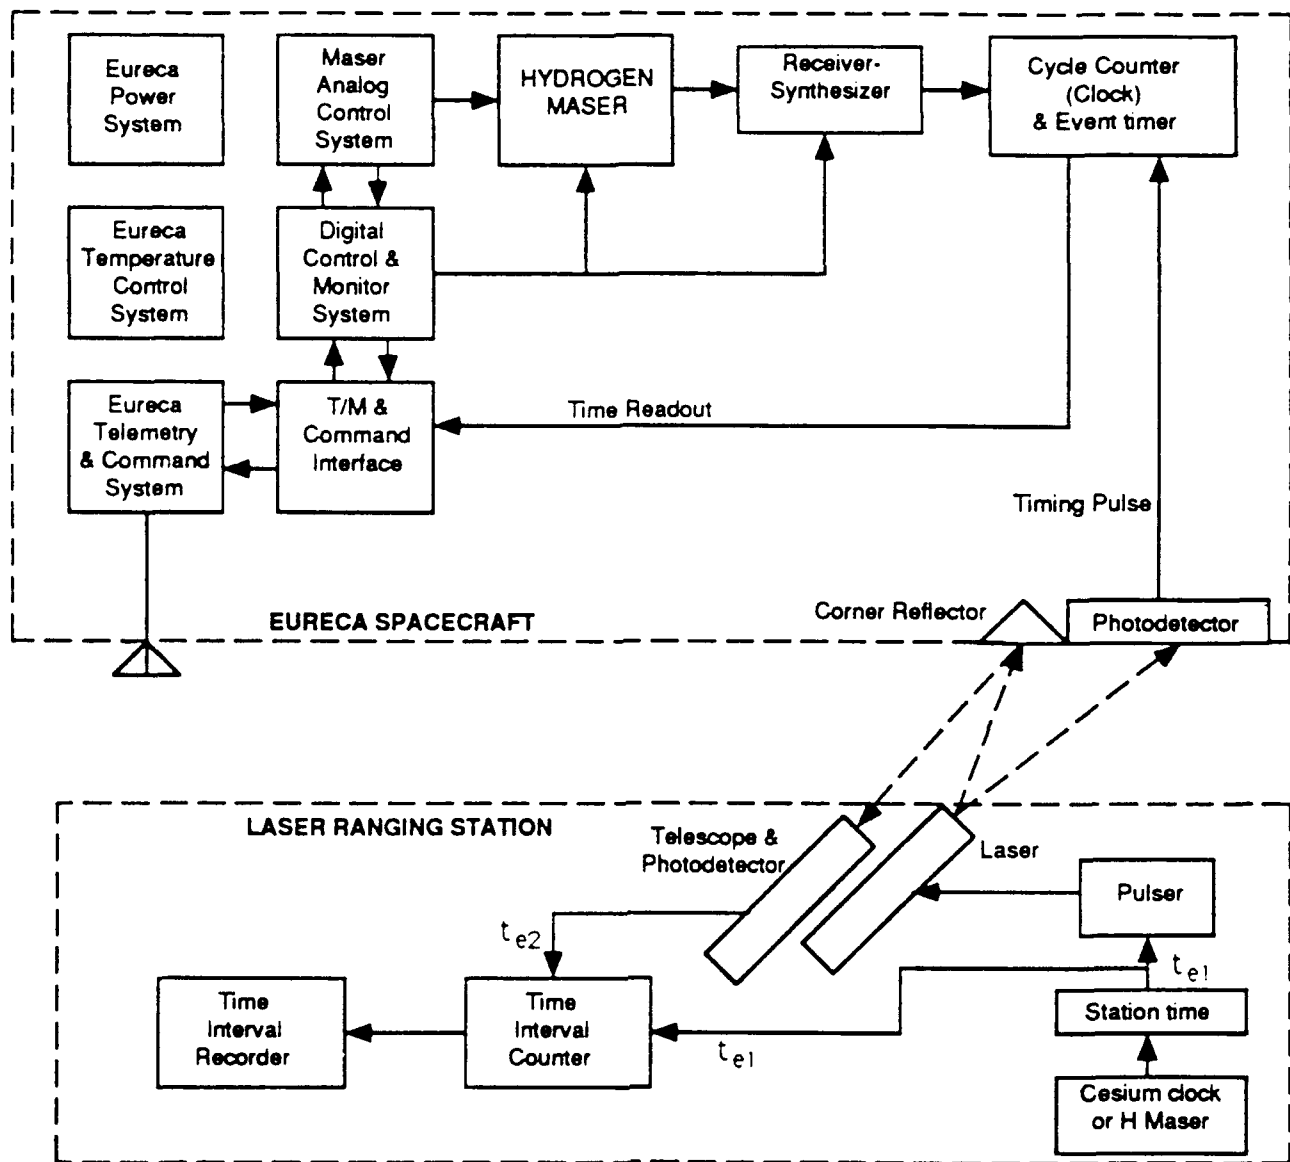 Eureca
Power
System
Maser
Analog
Control
System
HYDROGEN
MASER
Receiver-
Synthesizer
Cycle Counter
(Clock)
& Event timer
Eureca
Temperature
Control
System
Digital
Control &
Monitor
System
Eureca
Telemetry
& Command
System
T/M &
Command
Interface
Time Readout
Timing Pulse
EURECA SPACECRAFT
Corner Reflector
Photodetector
LASER RANGING STATION
Telescope &
Photodetector
Laser
Pulser
te2
te1
Station time
Time
Interval
Recorder
Time
Interval
Counter
te1
Cesium clock
or H Maser